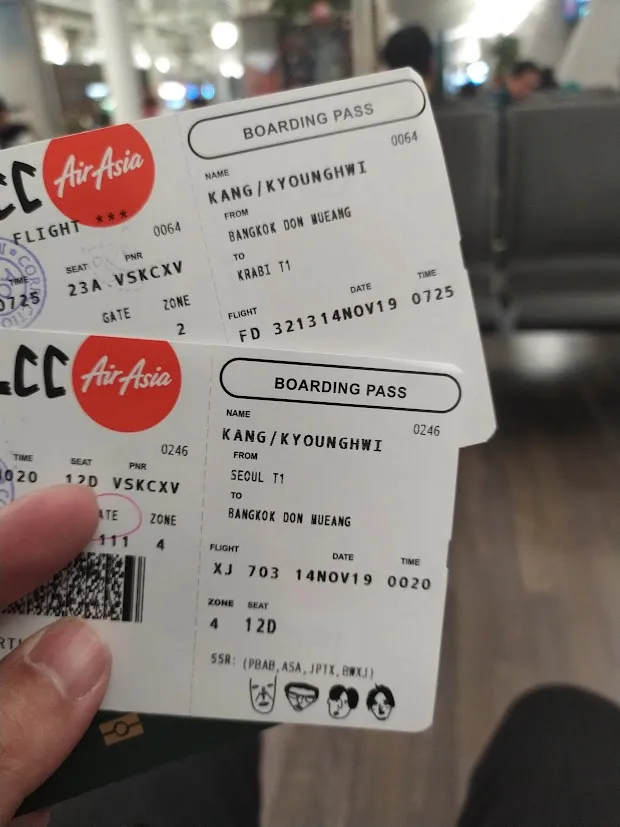 AirAsia
BOARDING PASS
0064
NAME
KANG/KYOUNGHWI
FROM
BANGKOK DON MUEANG
TO
KRABI T1
FLIGHT DATE TIME
FD 3213 14NOV19 0725
FLIGHT ***
0064
TIME SEAT PNR
0725 23A VSKCXV
GATE ZONE
2
AirAsia
BOARDING PASS
0246
NAME
KANG/KYOUNGHWI
FROM
SEOUL T1
TO
BANGKOK DON MUEANG
FLIGHT DATE TIME
XJ 703 14NOV19 0020
ZONE SEAT
4 12D
SSR: (PBAB,ASA,JPTX,BWXJ)
0246
TIME SEAT PNR
0020 12D VSKCXV
ZONE
111 4